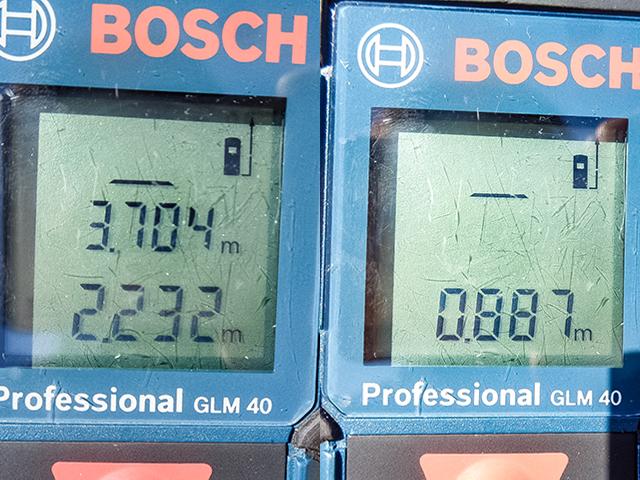 BOSCH
3.704 m
2.232 m
Professional GLM 40
BOSCH
0.887 m
Professional GLM 40